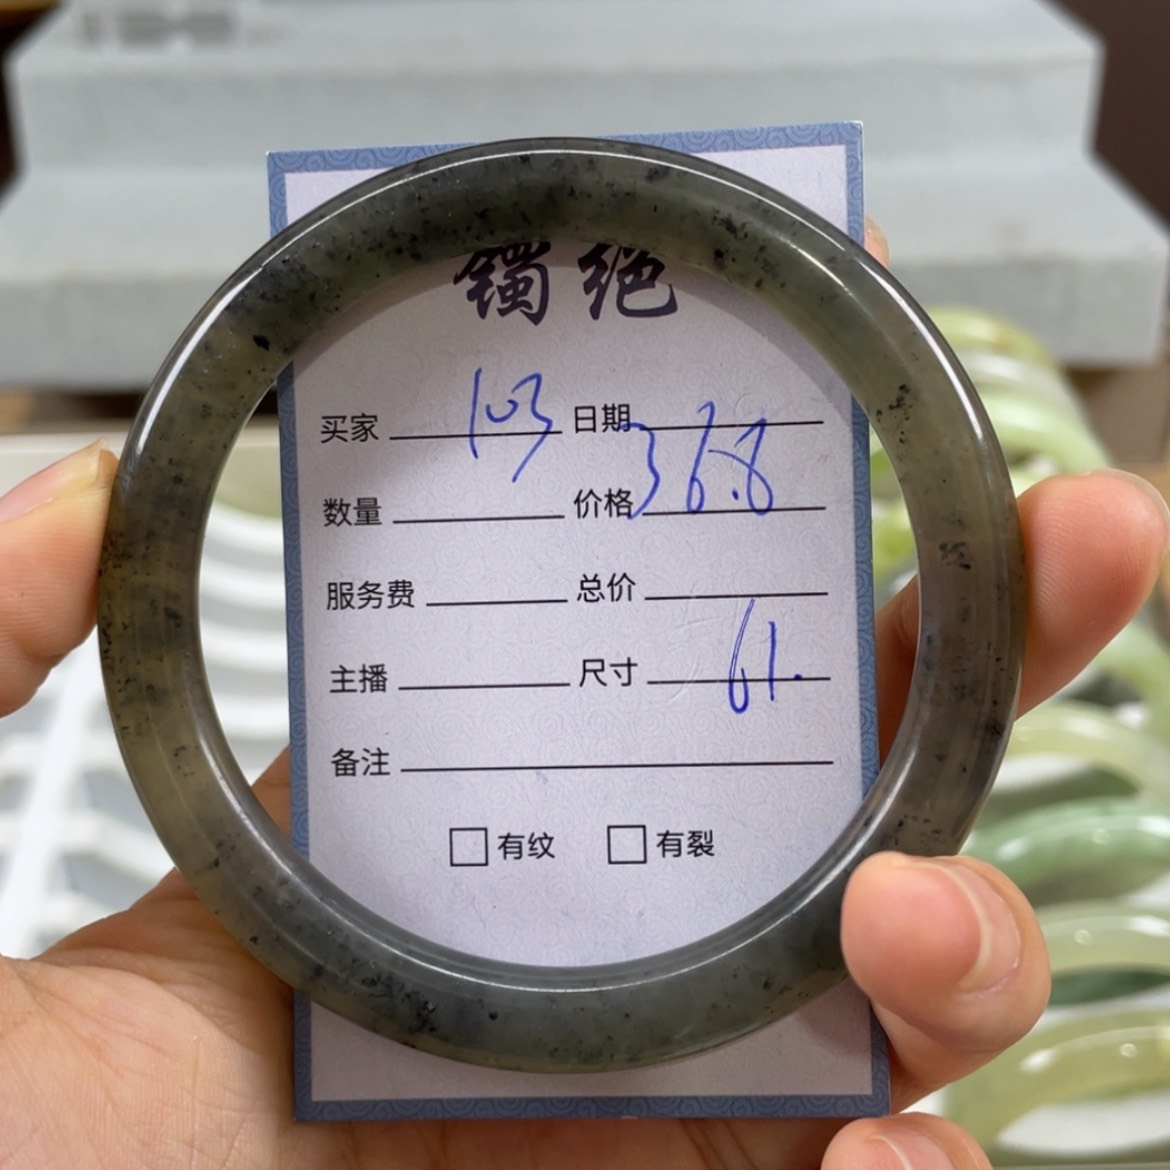 镯绝
买家 103 日期
数量 价格 36.8
服务费 总价
主播 尺寸 61.
备注
□ 有纹 □ 有裂